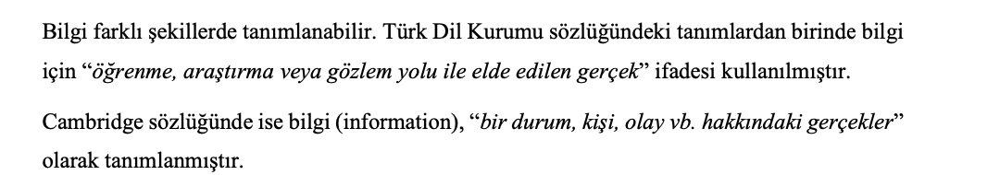 Bilgi farklı şekillerde tanımlanabilir. Türk Dil Kurumu sözlüğündeki tanımlardan birinde bilgi
için “öğrenme, araştırma veya gözlem yolu ile elde edilen gerçek” ifadesi kullanılmıştır.
Cambridge sözlüğünde ise bilgi (information), “bir durum, kişi, olay vb. hakkındaki gerçekler”
olarak tanımlanmıştır.